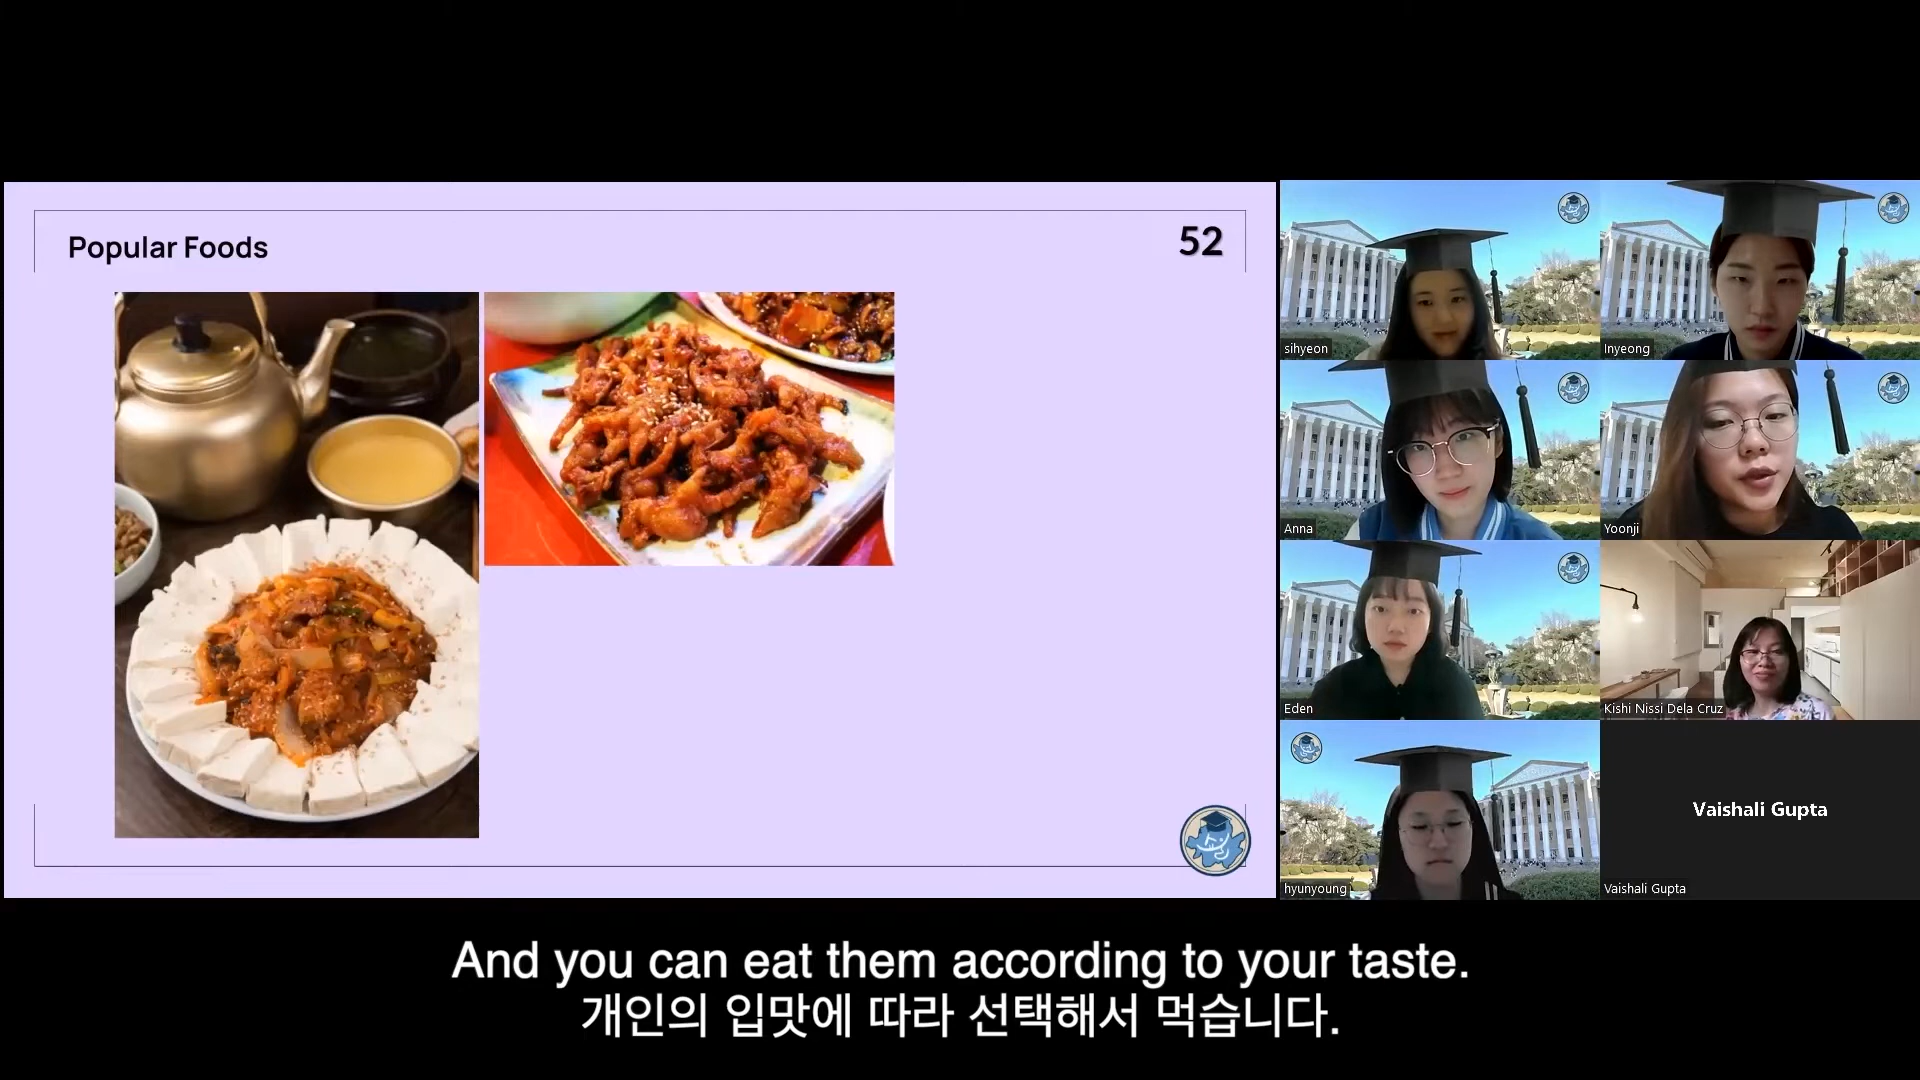 Popular Foods
52
sihyeon
Inyeong
Anna
Yoonji
Eden
Kishi Nissi Dela Cruz
hyunyoung
Vaishali Gupta
Vaishali Gupta
And you can eat them according to your taste.
개인의 입맛에 따라 선택해서 먹습니다.